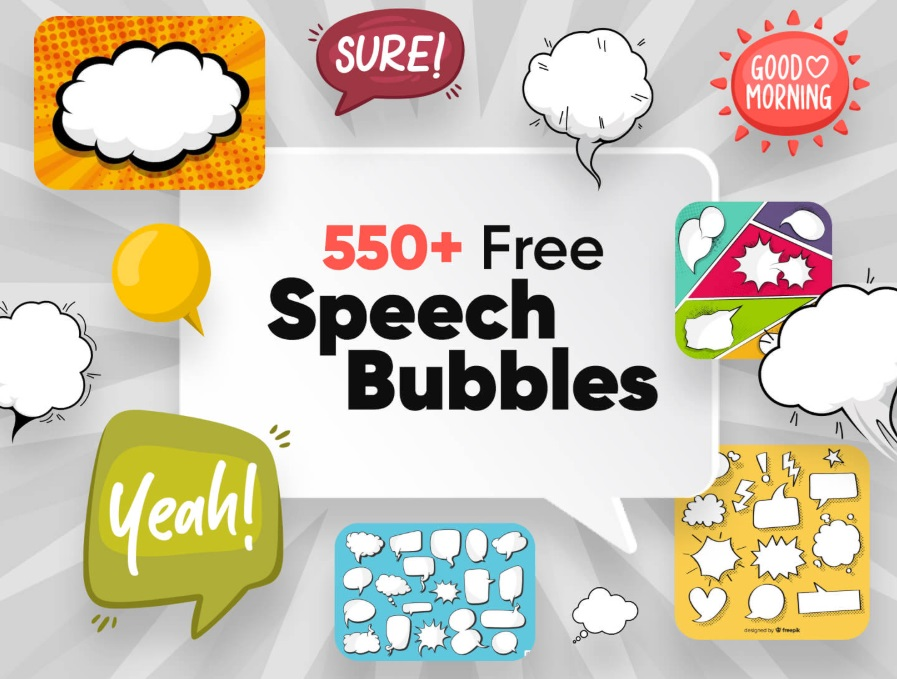 SURE!
GOOD
MORNING
550+ Free
Speech
Bubbles
Yeah!
designed by freepik